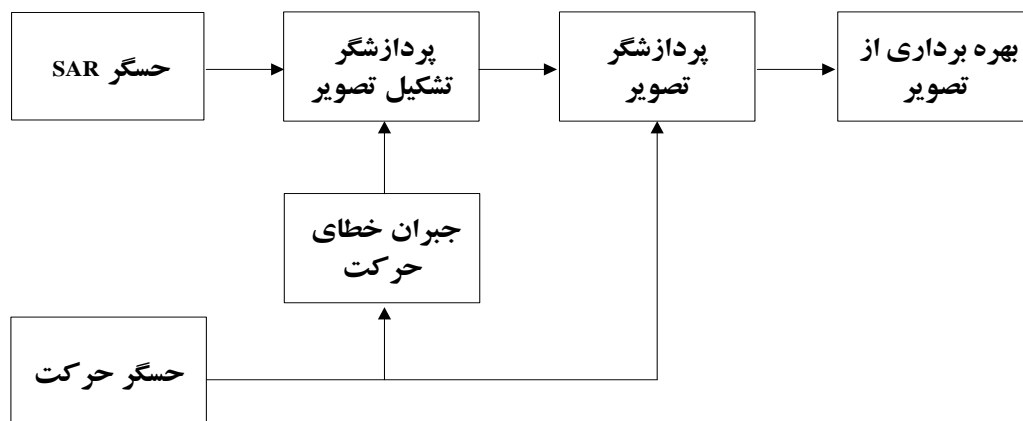 حسگر SAR
پردازشگر
تشکیل تصویر
پردازشگر
تصویر
بهره برداری از
تصویر
جبران خطای
حرکت
حسگر حرکت